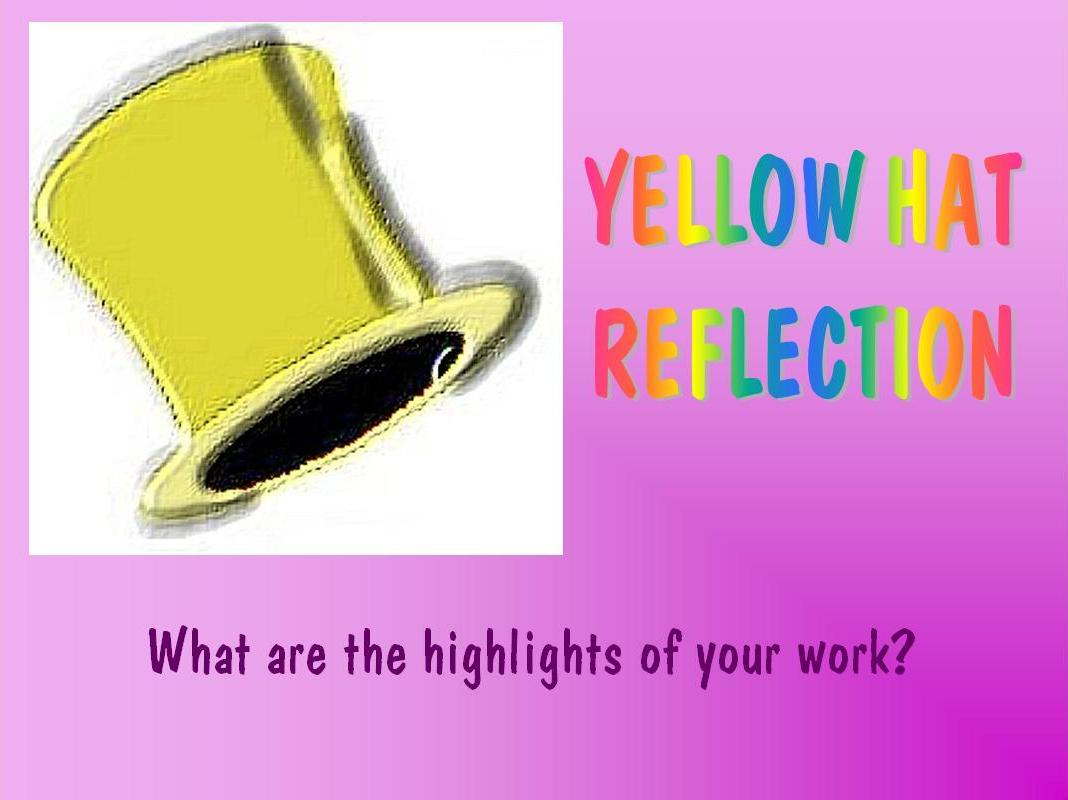 YELLOW HAT
REFLECTION
What are the highlights of your work?